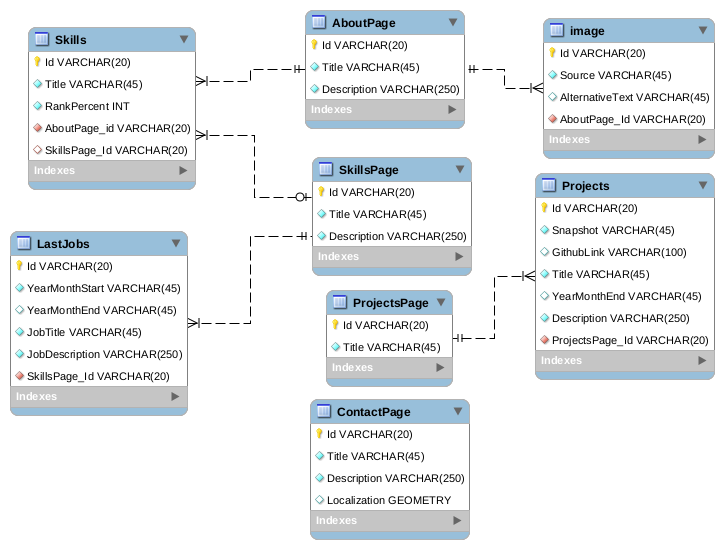 Skills
Id VARCHAR(20)
Title VARCHAR(45)
RankPercent INT
AboutPage_id VARCHAR(20)
SkillsPage_Id VARCHAR(20)
Indexes
AboutPage
Id VARCHAR(20)
Title VARCHAR(45)
Description VARCHAR(250)
Indexes
image
Id VARCHAR(20)
Source VARCHAR(45)
AlternativeText VARCHAR(45)
AboutPage_Id VARCHAR(20)
Indexes
SkillsPage
Id VARCHAR(20)
Title VARCHAR(45)
Description VARCHAR(250)
Indexes
Projects
Id VARCHAR(20)
Snapshot VARCHAR(45)
GithubLink VARCHAR(100)
Title VARCHAR(45)
YearMonthEnd VARCHAR(45)
Description VARCHAR(250)
ProjectsPage_Id VARCHAR(20)
Indexes
LastJobs
Id VARCHAR(20)
YearMonthStart VARCHAR(45)
YearMonthEnd VARCHAR(45)
JobTitle VARCHAR(45)
JobDescription VARCHAR(250)
SkillsPage_Id VARCHAR(20)
Indexes
ProjectsPage
Id VARCHAR(20)
Title VARCHAR(45)
Indexes
ContactPage
Id VARCHAR(20)
Title VARCHAR(45)
Description VARCHAR(250)
Localization GEOMETRY
Indexes